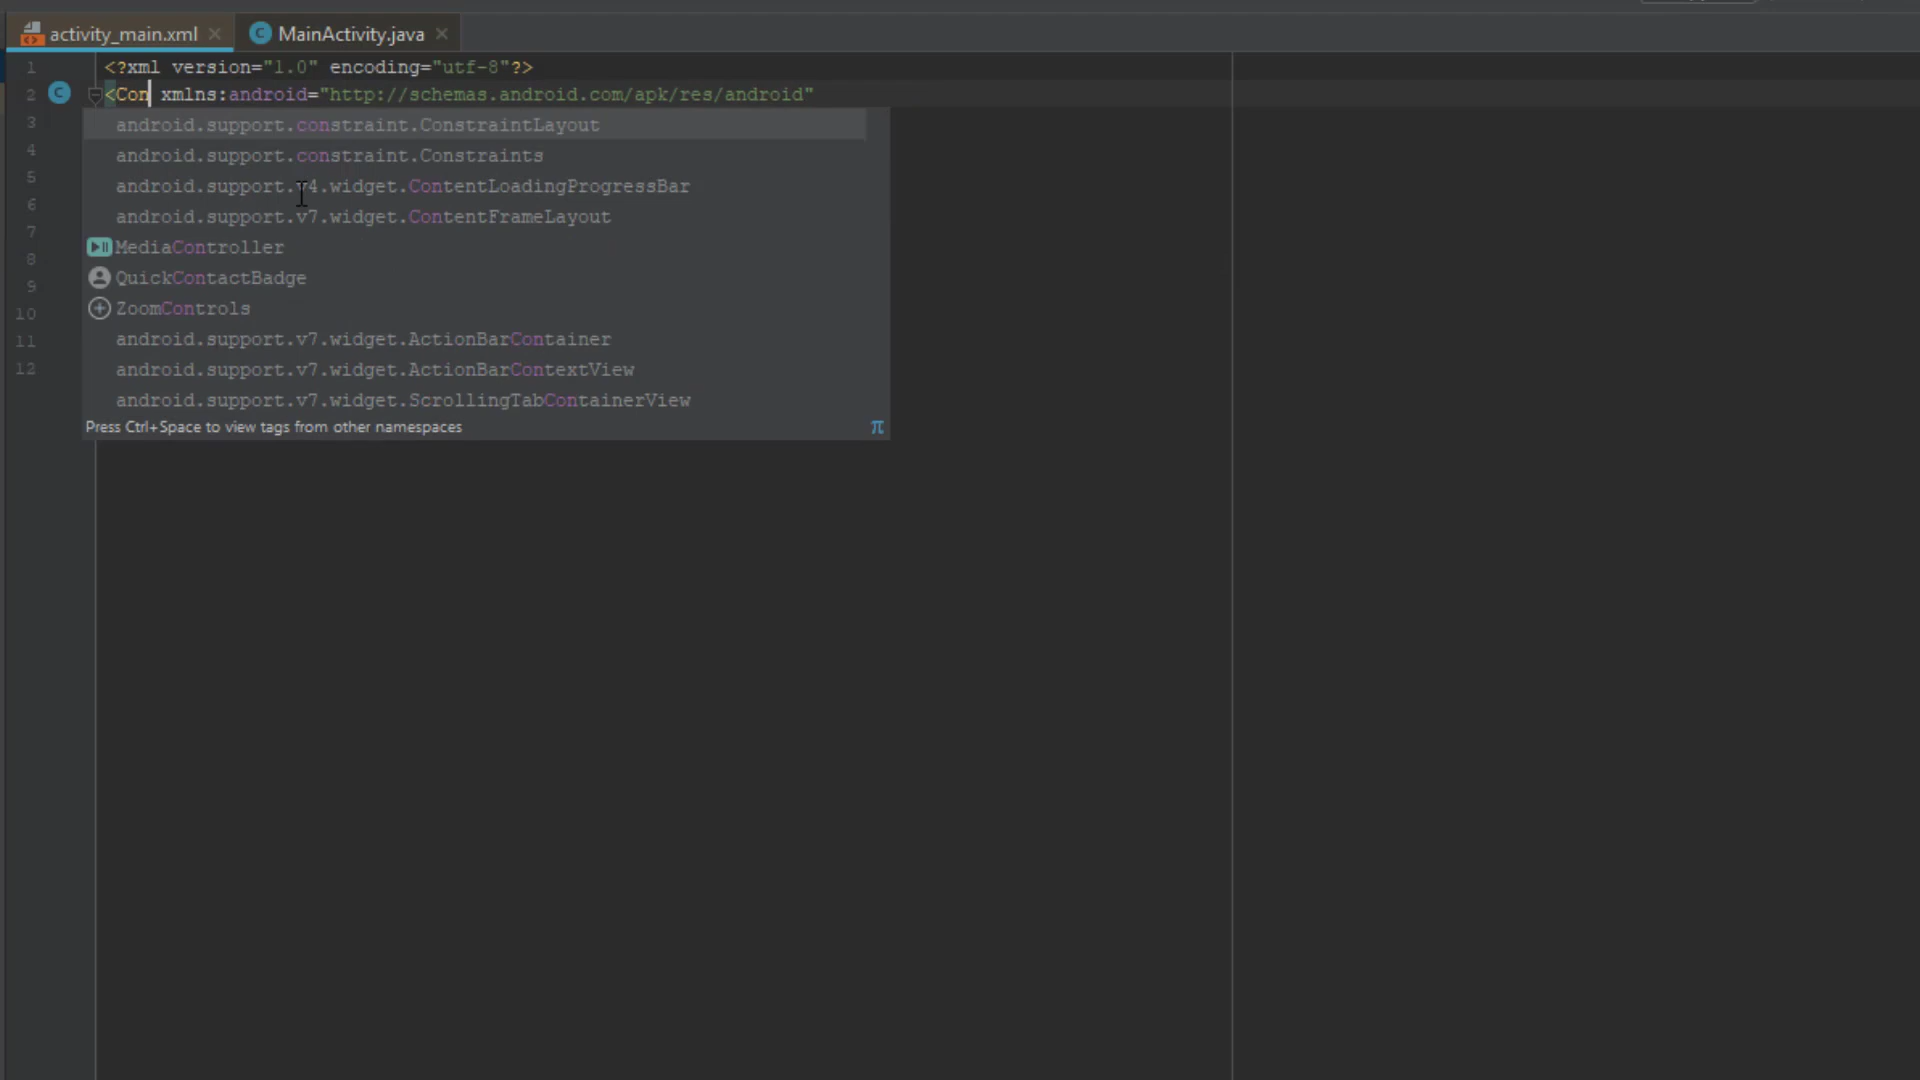 activity_main.xml MainActivity.java
1 <?xml version="1.0" encoding="utf-8"?>
2 <Con xmlns:android="http://schemas.android.com/apk/res/android"
3 android.support.constraint.ConstraintLayout
4 android.support.constraint.Constraints
5 android.support.v4.widget.ContentLoadingProgressBar
6 android.support.v7.widget.ContentFrameLayout
7
8 MediaController
9 QuickContactBadge
10 ZoomControls
11 android.support.v7.widget.ActionBarContainer
12 android.support.v7.widget.ActionBarContextView
android.support.v7.widget.ScrollingTabContainerView
Press Ctrl+Space to view tags from other namespaces π